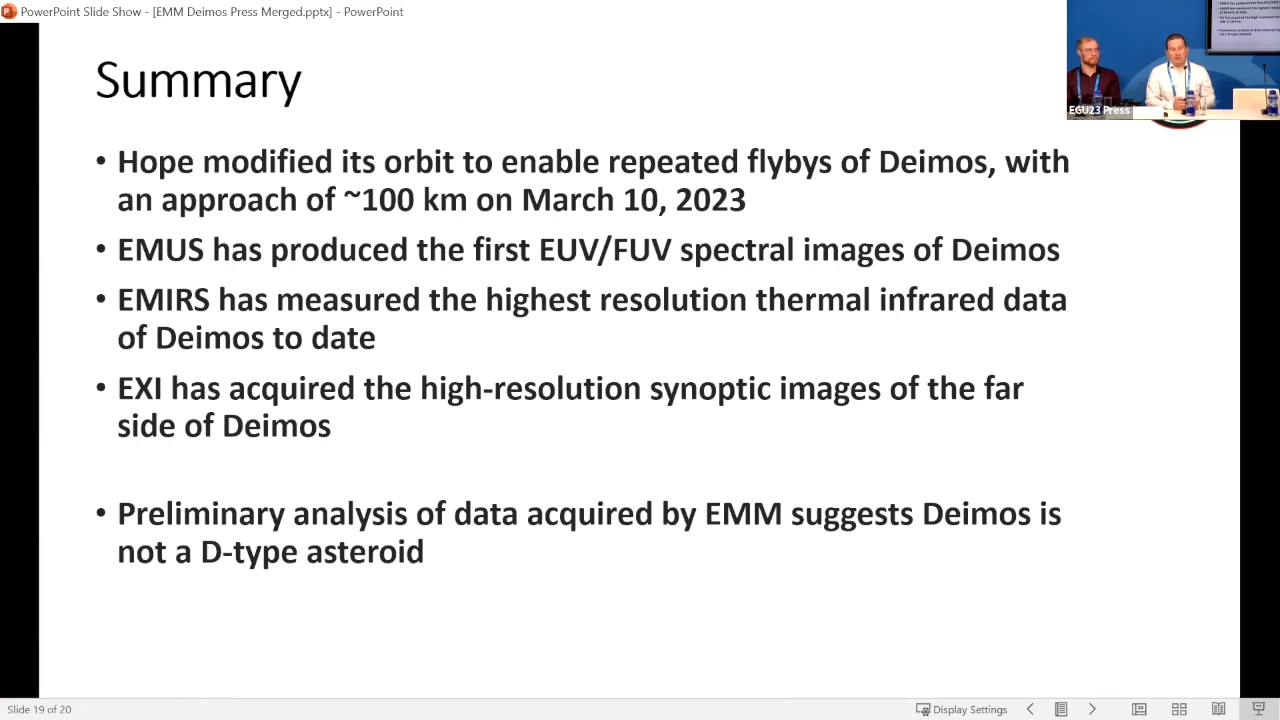 PowerPoint Slide Show - [EMM Deimos Press Merged.pptx] - PowerPoint
Summary
• Hope modified its orbit to enable repeated flybys of Deimos, with
an approach of ~100 km on March 10, 2023
• EMUS has produced the first EUV/FUV spectral images of Deimos
• EMIRS has measured the highest resolution thermal infrared data
of Deimos to date
• EXI has acquired the high-resolution synoptic images of the far
side of Deimos
• Preliminary analysis of data acquired by EMM suggests Deimos is
not a D-type asteroid
EGU23 Press
Slide 19 of 20
Display Settings